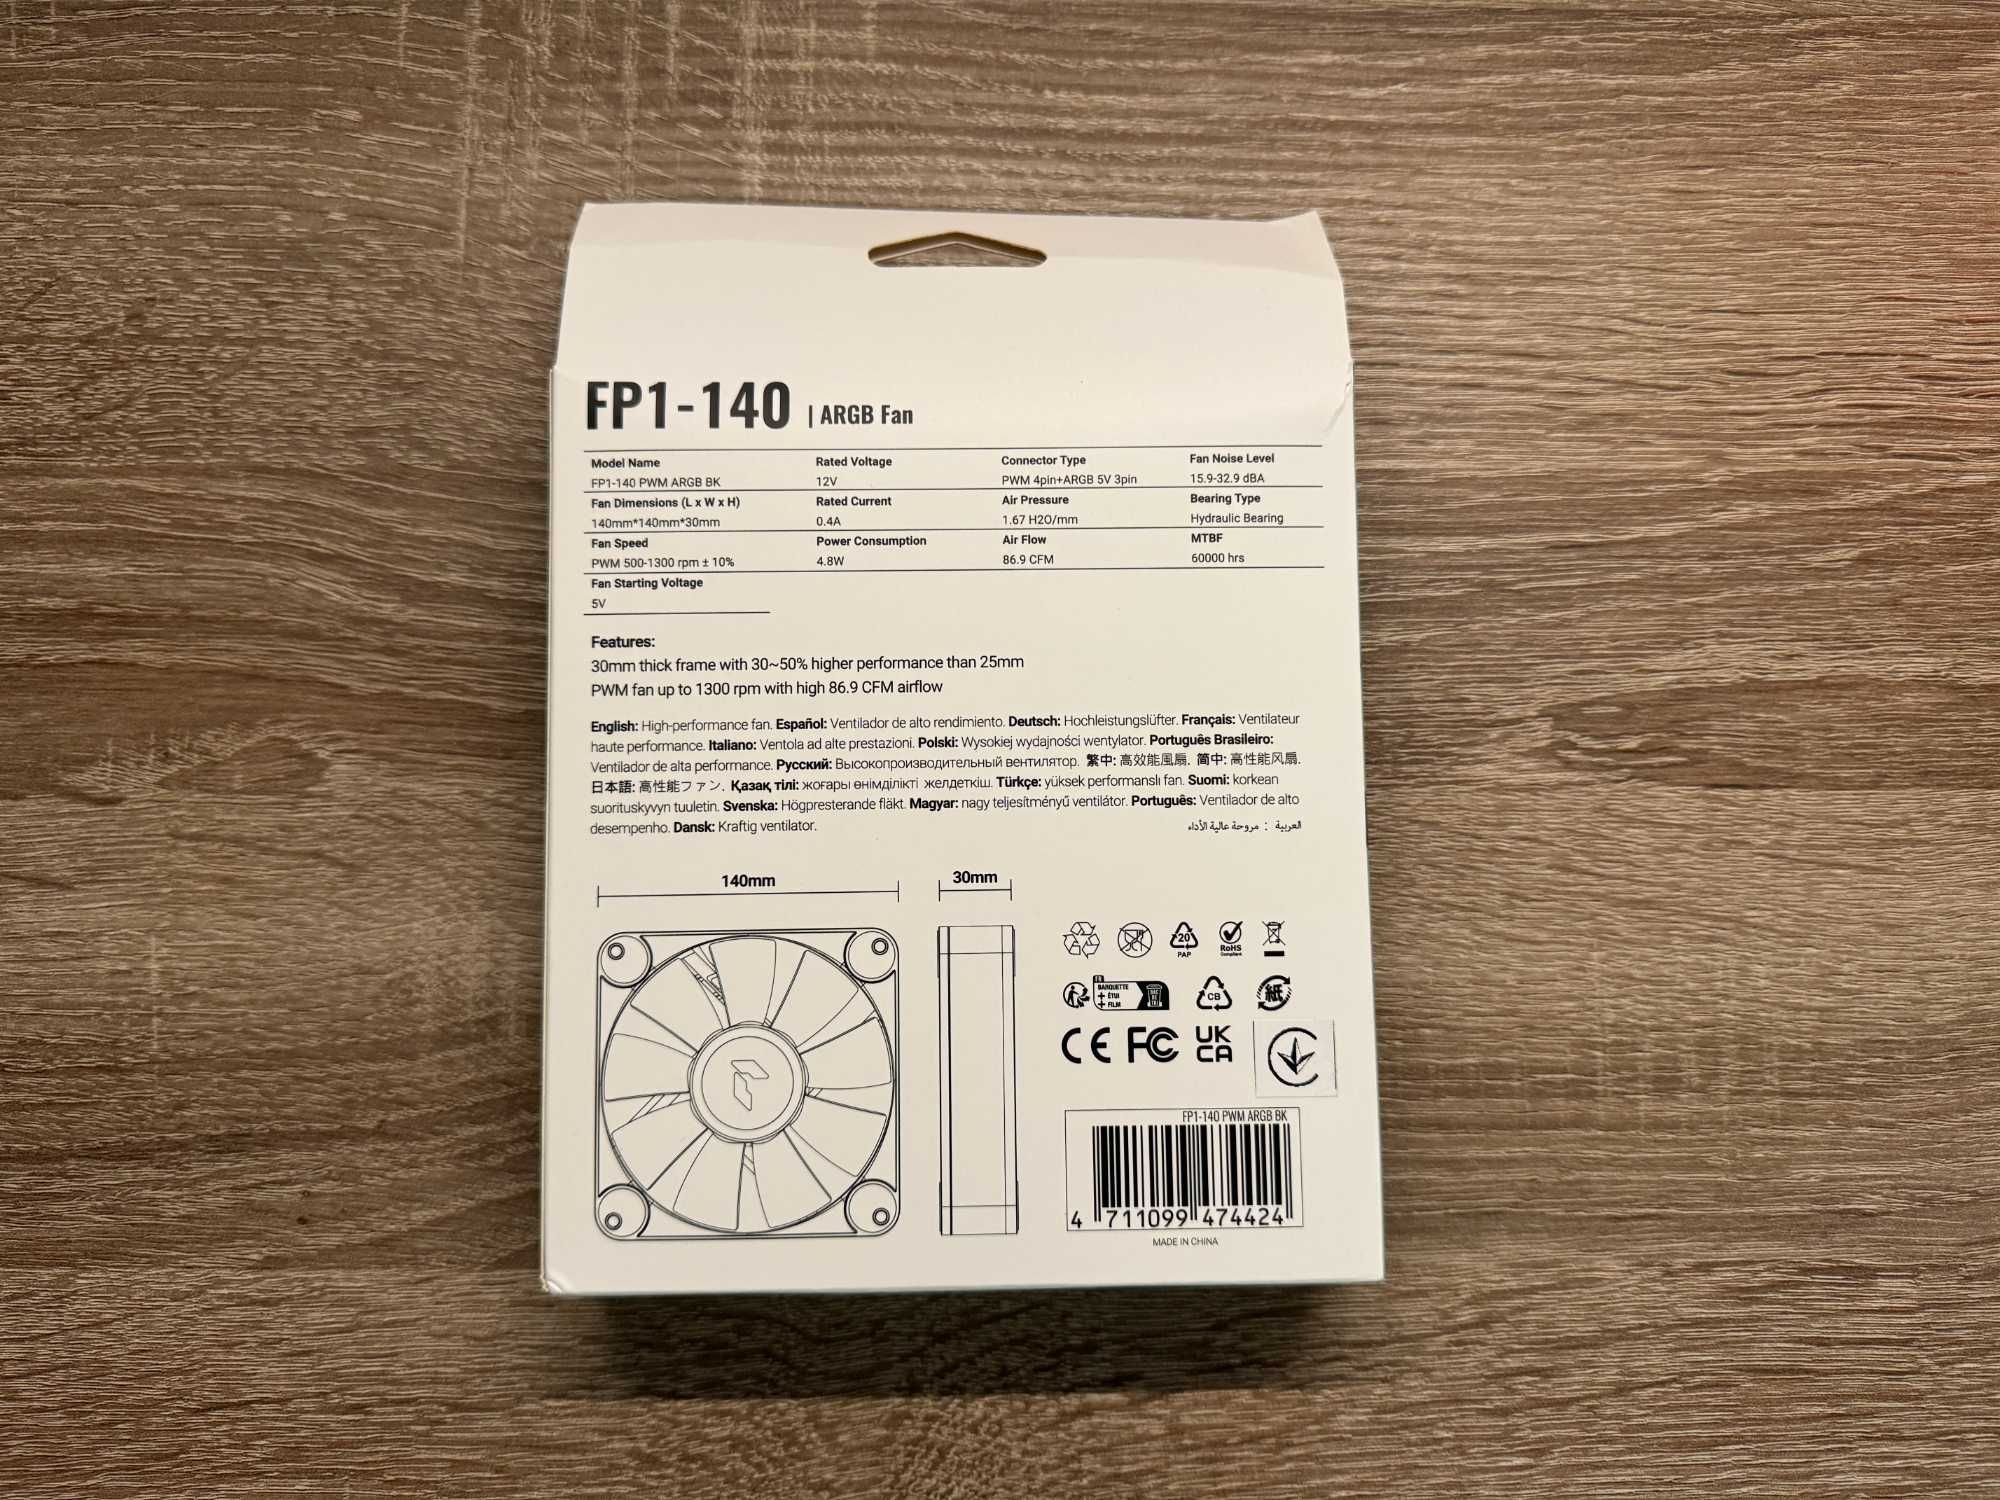 FP1-140 | ARGB Fan
Model Name
FP1-140 PWM ARGB BK
Rated Voltage
12V
Connector Type
PWM 4pin+ARGB 5V 3pin
Fan Noise Level
15.9-32.9 dBA
Fan Dimensions (L x W x H)
140mm*140mm*30mm
Rated Current
0.4A
Air Pressure
1.67 H2O/mm
Bearing Type
Hydraulic Bearing
Fan Speed
PWM 500-1300 rpm ± 10%
Power Consumption
4.8W
Air Flow
86.9 CFM
MTBF
60000 hrs
Fan Starting Voltage
5V
Features:
30mm thick frame with 30~50% higher performance than 25mm
PWM fan up to 1300 rpm with high 86.9 CFM airflow
English: High-performance fan. Español: Ventilador de alto rendimiento. Deutsch: Hochleistungslüfter. Français: Ventilateur
haute performance. Italiano: Ventola ad alte prestazioni. Polski: Wysokiej wydajności wentylator. Português Brasileiro:
Ventilador de alta performance. Русский: Высокопроизводительный вентилятор. 繁中: 高效能風扇. 简中: 高性能风扇.
日本語: 高性能ファン. Қазақ тілі: жоғары өнімділікті желдеткіш. Türkçe: yüksek performanslı fan. Suomi: korkean
suorituskyvyn tuuletin. Svenska: Högpresterande fläkt. Magyar: nagy teljesítményű ventilátor. Português: Ventilador de alto
desempenho. Dansk: Kraftig ventilator.
العربية : مروحة عالية الأداء
140mm
30mm
20
PAP
RoHS
Compliant
FR
BARQUETTE
+ ÉTUI
+ FILM
BAC
DE
TRI
CB
紙
CE FC UK
CA
FP1-140 PWM ARGB BK
4 711099 474424
MADE IN CHINA